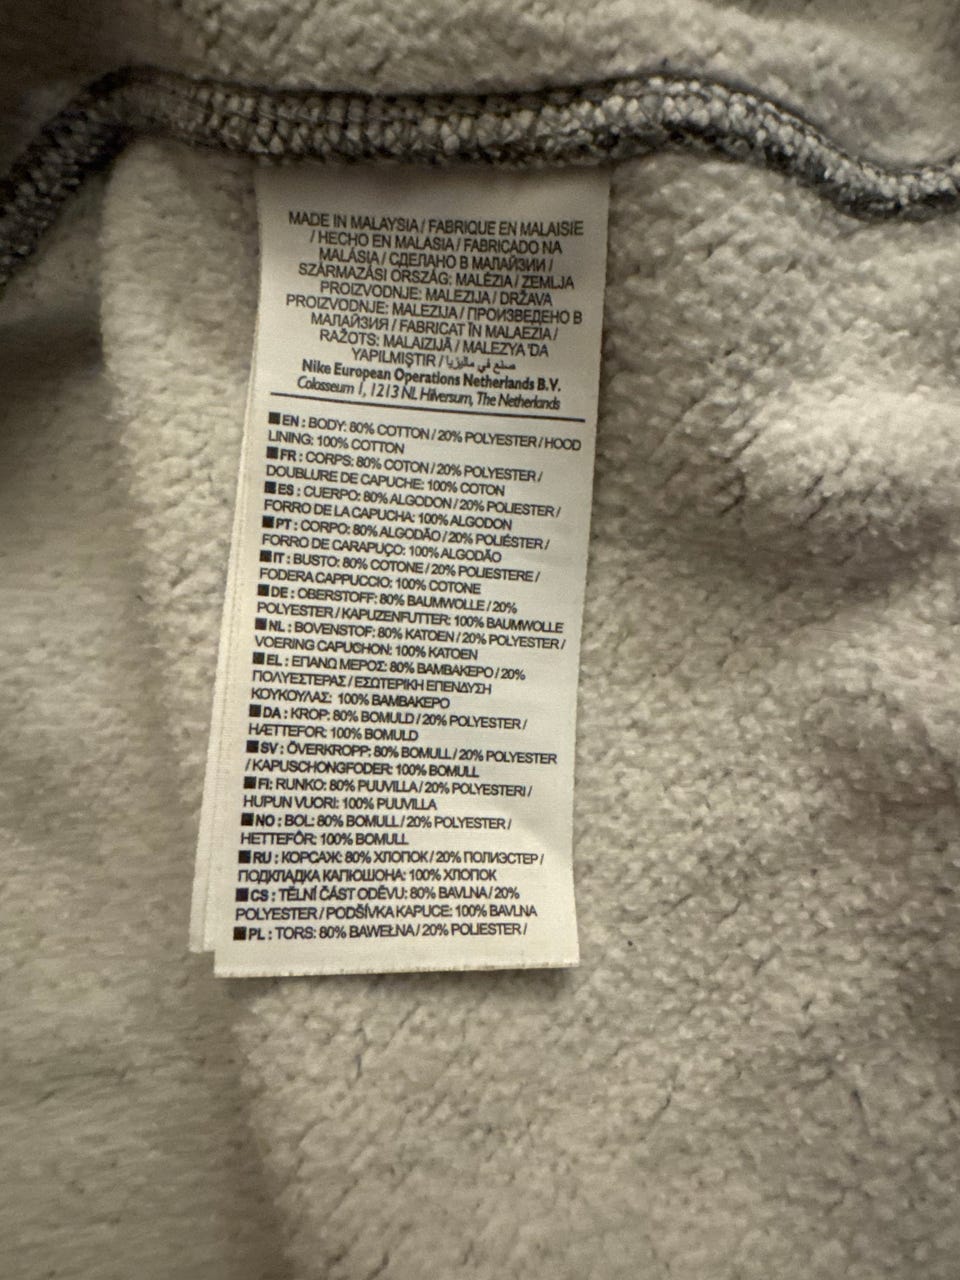 MADE IN MALAYSIA / FABRIQUE EN MALAISIE
/ HECHO EN MALASIA / FABRICADO NA
MALÁSIA / СДЕЛАНО В МАЛАЙЗИИ /
SZÁRMAZÁSI ORSZÁG: MALÉZIA / ZEMLJA
PROIZVODNJE: MALEZIJA / DRŽAVA
PROIZVODNJE: MALEZIJA / ПРОИЗВЕДЕНО В
МАЛАЙЗИЯ / FABRICAT ÎN MALAEZIA /
RAŽOTS: MALAIZIJĀ / MALEZYA 'DA
YAPILMIŞTIR / صنع في ماليزيا
Nike European Operations Netherlands B.V.
Colosseum 1, 1213 NL Hilversum, The Netherlands
EN : BODY: 80% COTTON / 20% POLYESTER / HOOD
LINING: 100% COTTON
FR : CORPS: 80% COTON / 20% POLYESTER /
DOUBLURE DE CAPUCHE: 100% COTON
ES : CUERPO: 80% ALGODON / 20% POLIESTER /
FORRO DE LA CAPUCHA: 100% ALGODON
PT : CORPO: 80% ALGODÃO / 20% POLIÉSTER /
FORRO DE CARAPUÇO: 100% ALGODÃO
IT : BUSTO: 80% COTONE / 20% POLIESTERE /
FODERA CAPPUCCIO: 100% COTONE
DE : OBERSTOFF: 80% BAUMWOLLE / 20%
POLYESTER / KAPUZENFUTTER: 100% BAUMWOLLE
NL : BOVENSTOF: 80% KATOEN / 20% POLYESTER /
VOERING CAPUCHON: 100% KATOEN
EL : ΕΠΑΝΩ ΜΕΡΟΣ: 80% ΒΑΜΒΑΚΕΡΟ / 20%
ΠΟΛΥΕΣΤΕΡΑΣ / ΕΣΩΤΕΡΙΚΗ ΕΠΕΝΔΥΣΗ
ΚΟΥΚΟΥΛΑΣ: 100% ΒΑΜΒΑΚΕΡΟ
DA : KROP: 80% BOMULD / 20% POLYESTER /
HÆTTEFOR: 100% BOMULD
SV : ÖVERKROPP: 80% BOMULL / 20% POLYESTER
/ KAPUSCHONGFODER: 100% BOMULL
FI : RUNKO: 80% PUUVILLA / 20% POLYESTERI /
HUPUN VUORI: 100% PUUVILLA
NO : BOL: 80% BOMULL / 20% POLYESTER /
HETTEFÔR: 100% BOMULL
RU : КОРСАЖ: 80% ХЛОПОК / 20% ПОЛИЭСТЕР /
ПОДКЛАДКА КАПЮШОНА: 100% ХЛОПОК
CS : TĚLNÍ ČÁST ODĚVU: 80% BAVLNA / 20%
POLYESTER / PODŠÍVKA KAPUCE: 100% BAVLNA
PL : TORS: 80% BAWEŁNA / 20% POLIESTER /